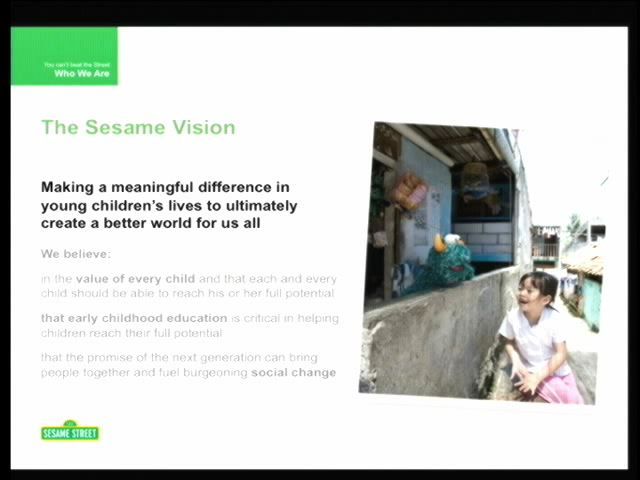 You can't beat the Street
Who We Are
The Sesame Vision
Making a meaningful difference in
young children's lives to ultimately
create a better world for us all
We believe:
in the value of every child and that each and every
child should be able to reach his or her full potential
that early childhood education is critical in helping
children reach their full potential
that the promise of the next generation can bring
people together and fuel burgeoning social change
SESAME STREET